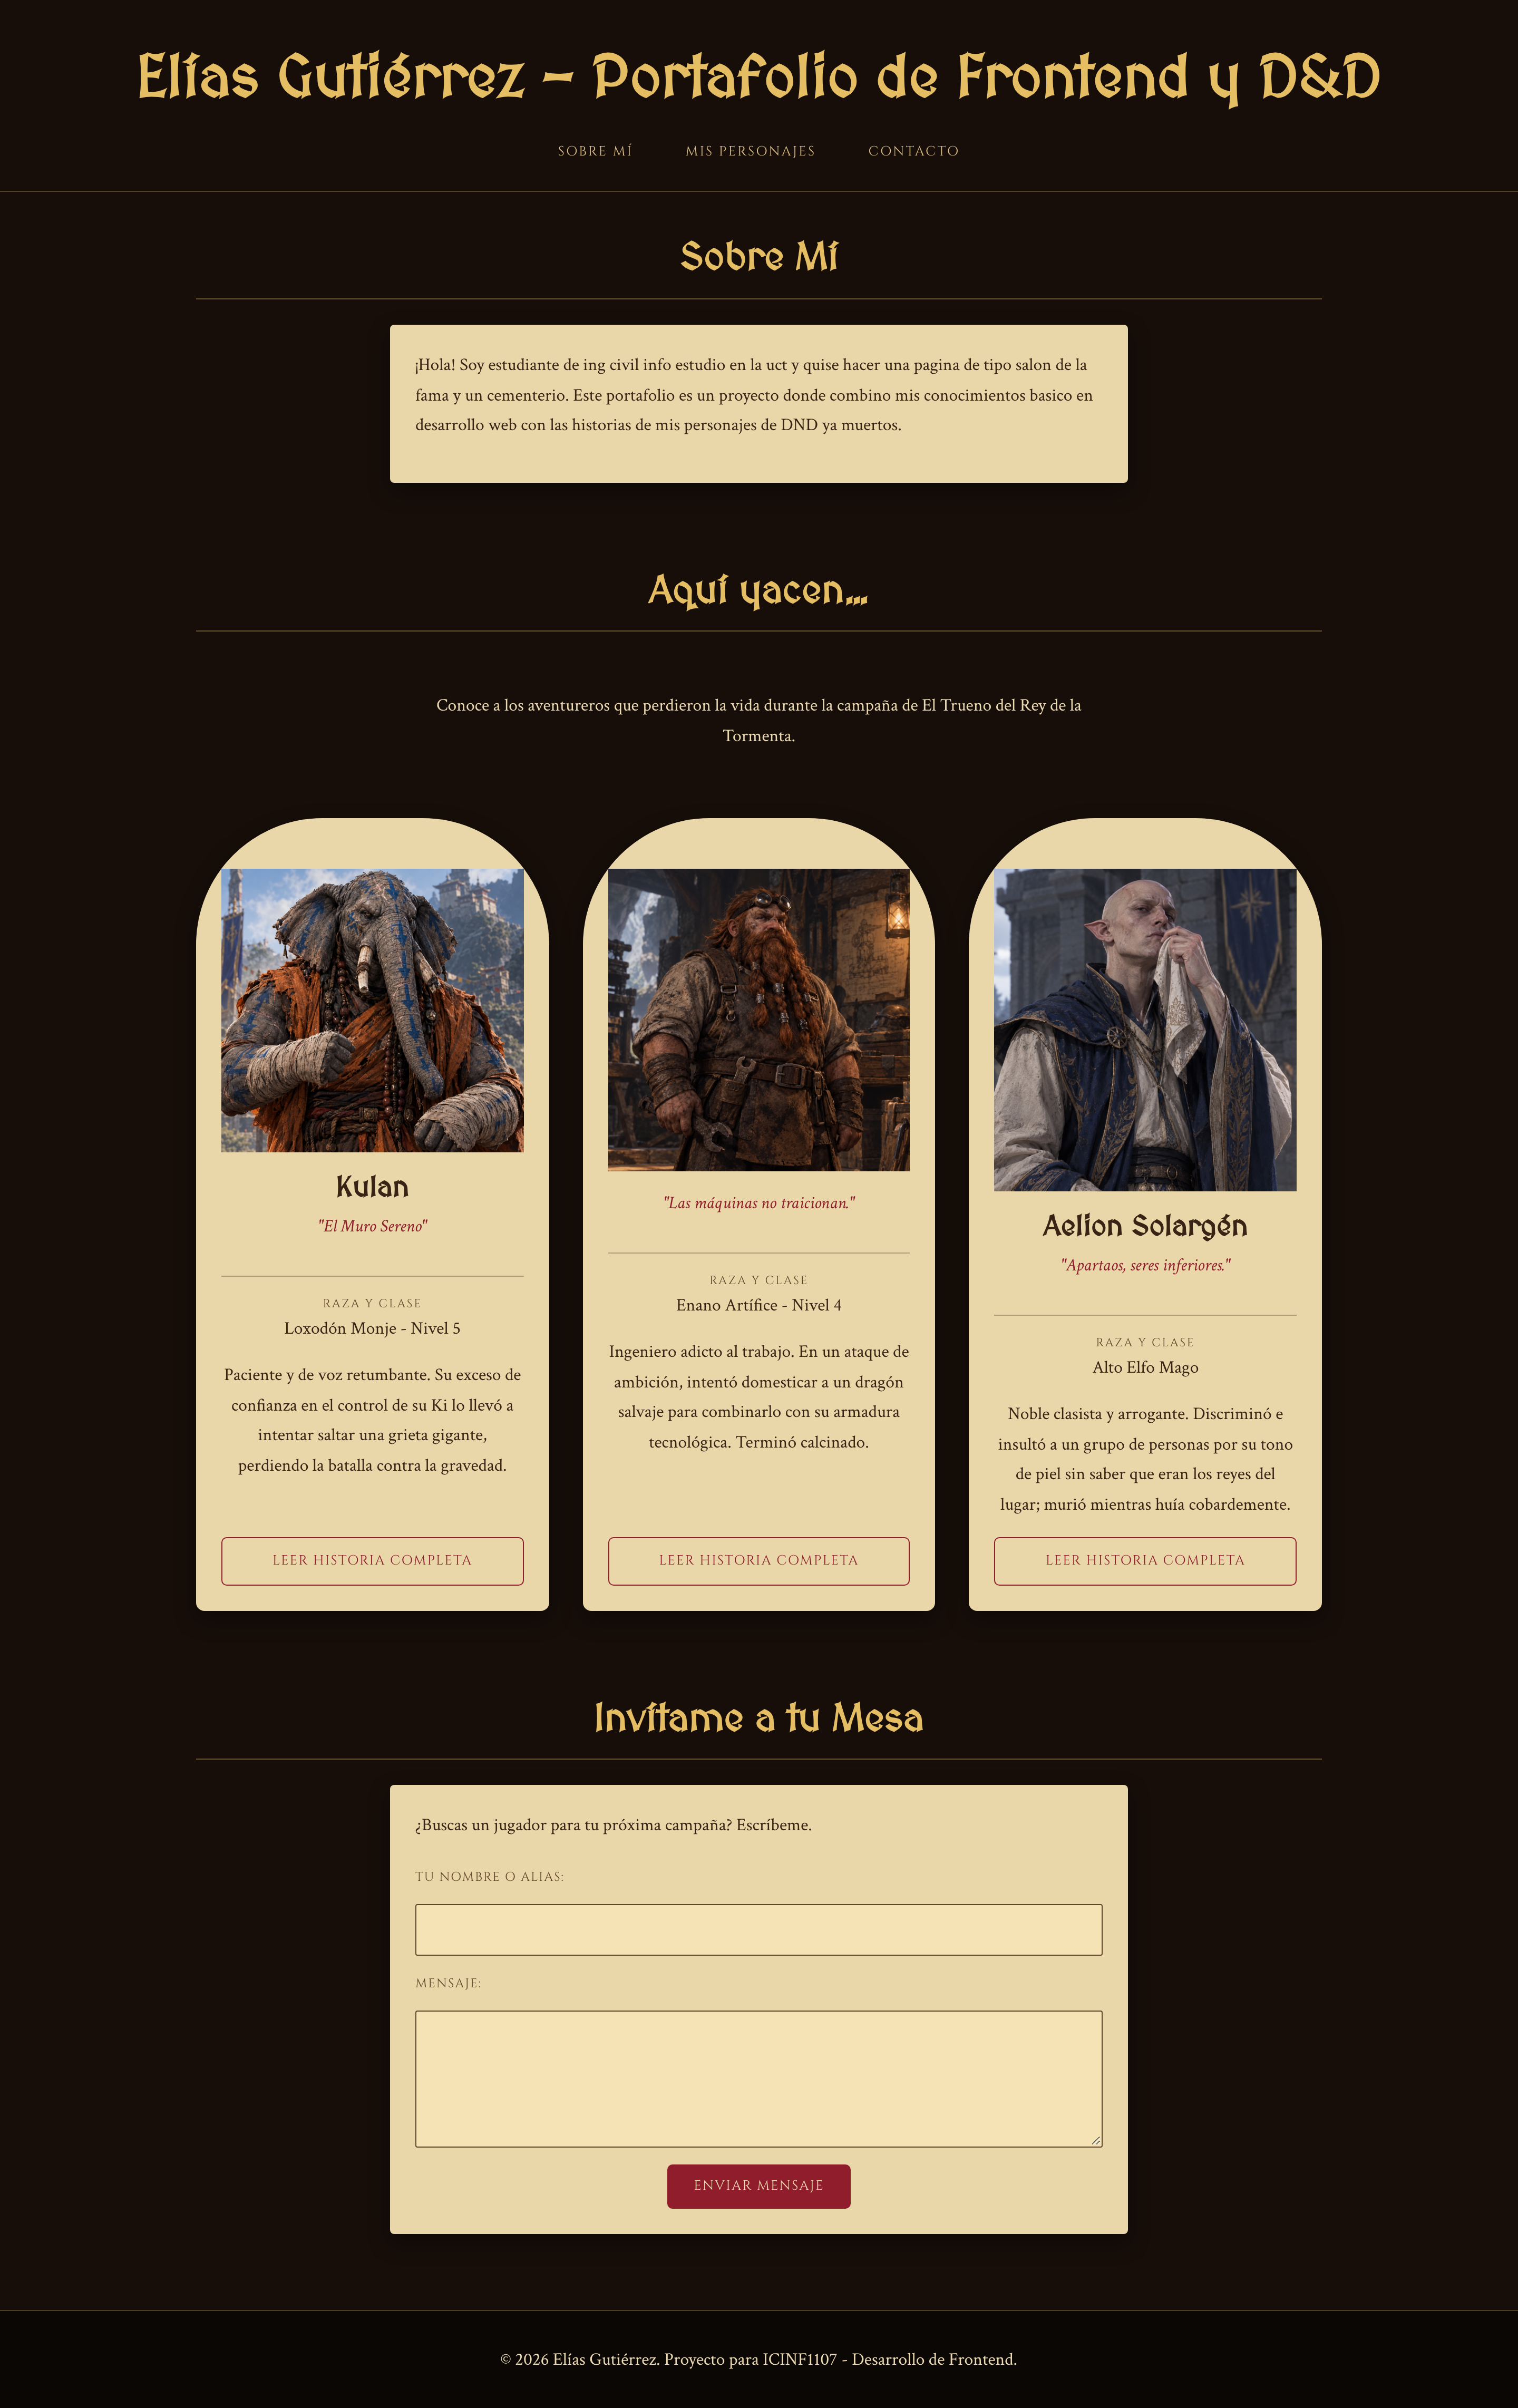 Elías Gutiérrez – Portafolio de Frontend y D&D
SOBRE MÍ
MIS PERSONAJES
CONTACTO
Sobre Mí
¡Hola! Soy estudiante de ing civil info estudio en la uct y quise hacer una pagina de tipo salon de la
fama y un cementerio. Este portafolio es un proyecto donde combino mis conocimientos basico en
desarrollo web con las historias de mis personajes de DND ya muertos.
Aquí yacen...
Conoce a los aventureros que perdieron la vida durante la campaña de El Trueno del Rey de la
Tormenta.
Kulan
"El Muro Sereno"
RAZA Y CLASE
Loxodón Monje - Nivel 5
Paciente y de voz retumbante. Su exceso de
confianza en el control de su Ki lo llevó a
intentar saltar una grieta gigante,
perdiendo la batalla contra la gravedad.
LEER HISTORIA COMPLETA
"Las máquinas no traicionan."
RAZA Y CLASE
Enano Artífice - Nivel 4
Ingeniero adicto al trabajo. En un ataque de
ambición, intentó domesticar a un dragón
salvaje para combinarlo con su armadura
tecnológica. Terminó calcinado.
LEER HISTORIA COMPLETA
Aelion Solargén
"Apartaos, seres inferiores."
RAZA Y CLASE
Alto Elfo Mago
Noble clasista y arrogante. Discriminó e
insultó a un grupo de personas por su tono
de piel sin saber que eran los reyes del
lugar; murió mientras huía cobardemente.
LEER HISTORIA COMPLETA
Invítame a tu Mesa
¿Buscas un jugador para tu próxima campaña? Escríbeme.
TU NOMBRE O ALIAS:
MENSAJE:
ENVIAR MENSAJE
© 2026 Elías Gutiérrez. Proyecto para ICINF1107 - Desarrollo de Frontend.